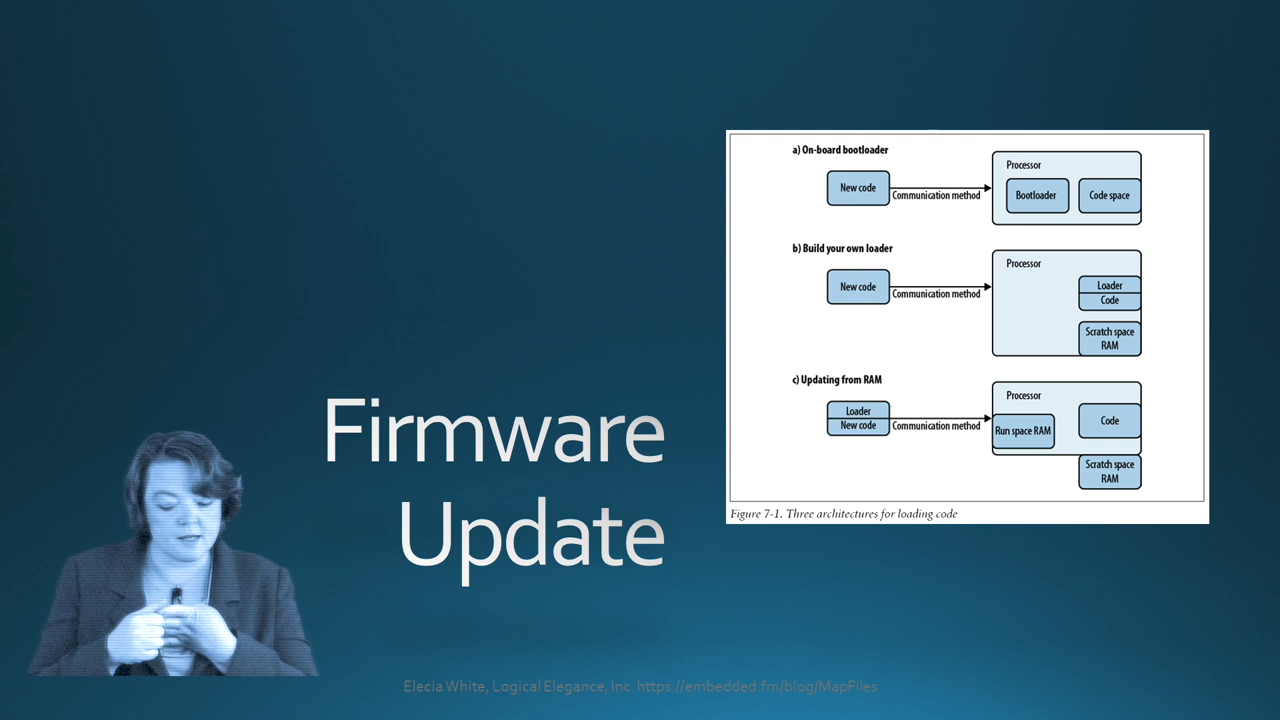 Firmware
Update
a) On-board bootloader
New code
Communication method
Processor
Bootloader
Code space
b) Build your own loader
New code
Communication method
Processor
Loader
Code
Scratch space
RAM
c) Updating from RAM
Loader
New code
Communication method
Processor
Run space RAM
Code
Scratch space
RAM
Figure 7-1. Three architectures for loading code
Elecia White, Logical Elegance, Inc. https://embedded.fm/blog/MapFiles